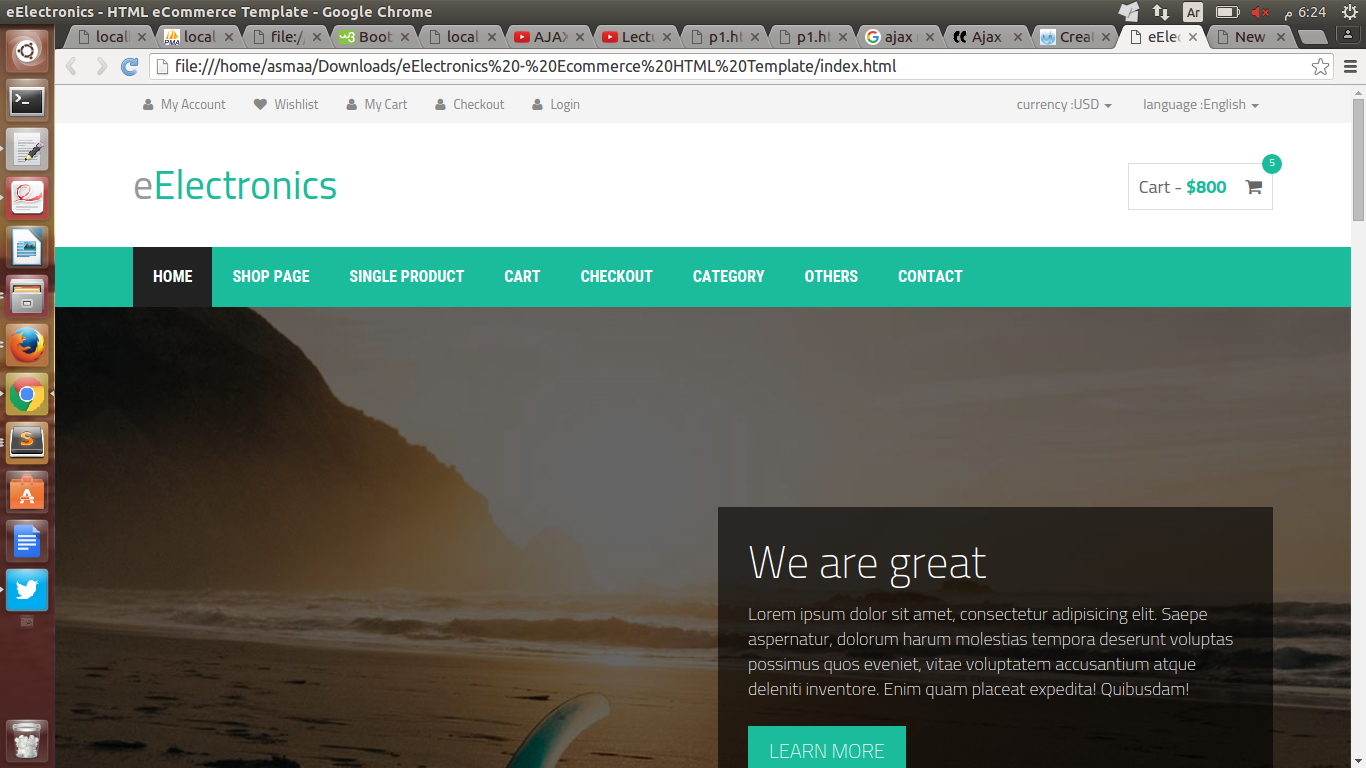 eElectronics - HTML eCommerce Template - Google Chrome
Ar
6:24 م
local
local
file:/
Boot
local
AJAX
Lectu
p1.ht
p1.ht
ajax
Ajax
Creat
eElec
New
file:///home/asmaa/Downloads/eElectronics%20-%20Ecommerce%20HTML%20Template/index.html
My Account
Wishlist
My Cart
Checkout
Login
currency :USD
language :English
eElectronics
Cart - $800
5
HOME
SHOP PAGE
SINGLE PRODUCT
CART
CHECKOUT
CATEGORY
OTHERS
CONTACT
We are great
Lorem ipsum dolor sit amet, consectetur adipisicing elit. Saepe
aspernatur, dolorum harum molestias tempora deserunt voluptas
possimus quos eveniet, vitae voluptatem accusantium atque
deleniti inventore. Enim quam placeat expedita! Quibusdam!
LEARN MORE